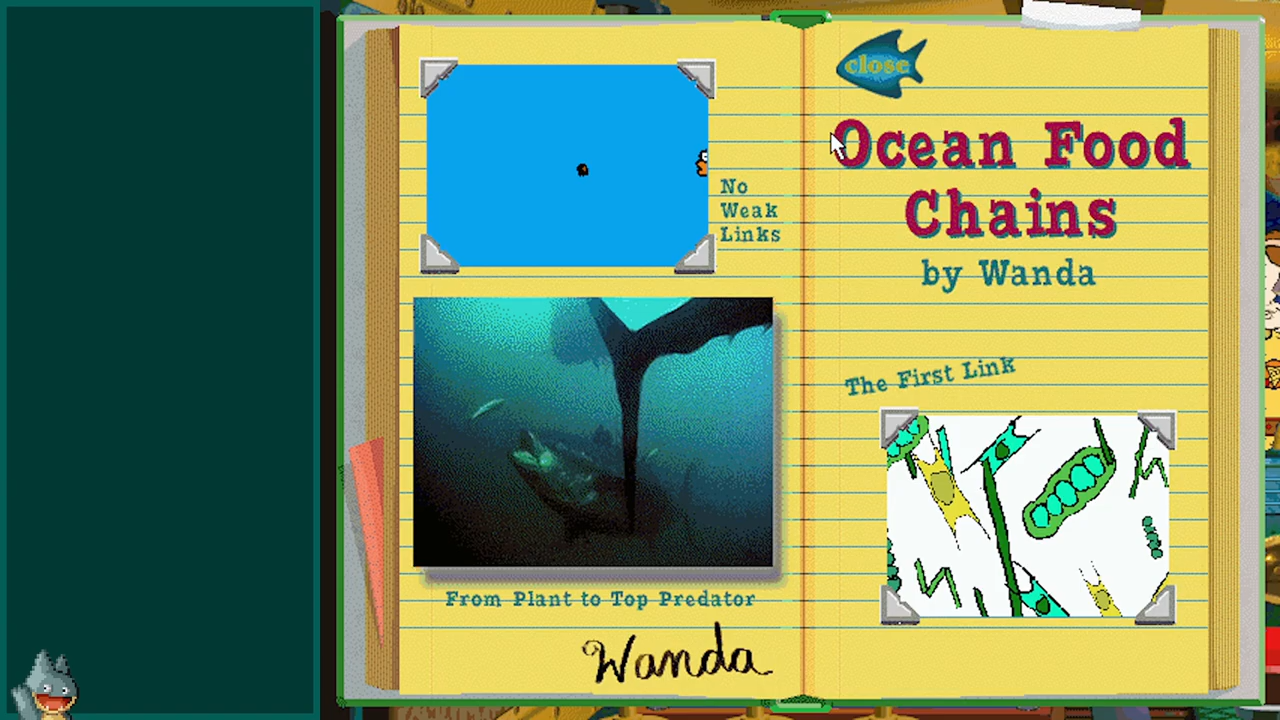 No
Weak
Links
From Plant to Top Predator
Wanda
close
Ocean Food
Chains
by Wanda
The First Link